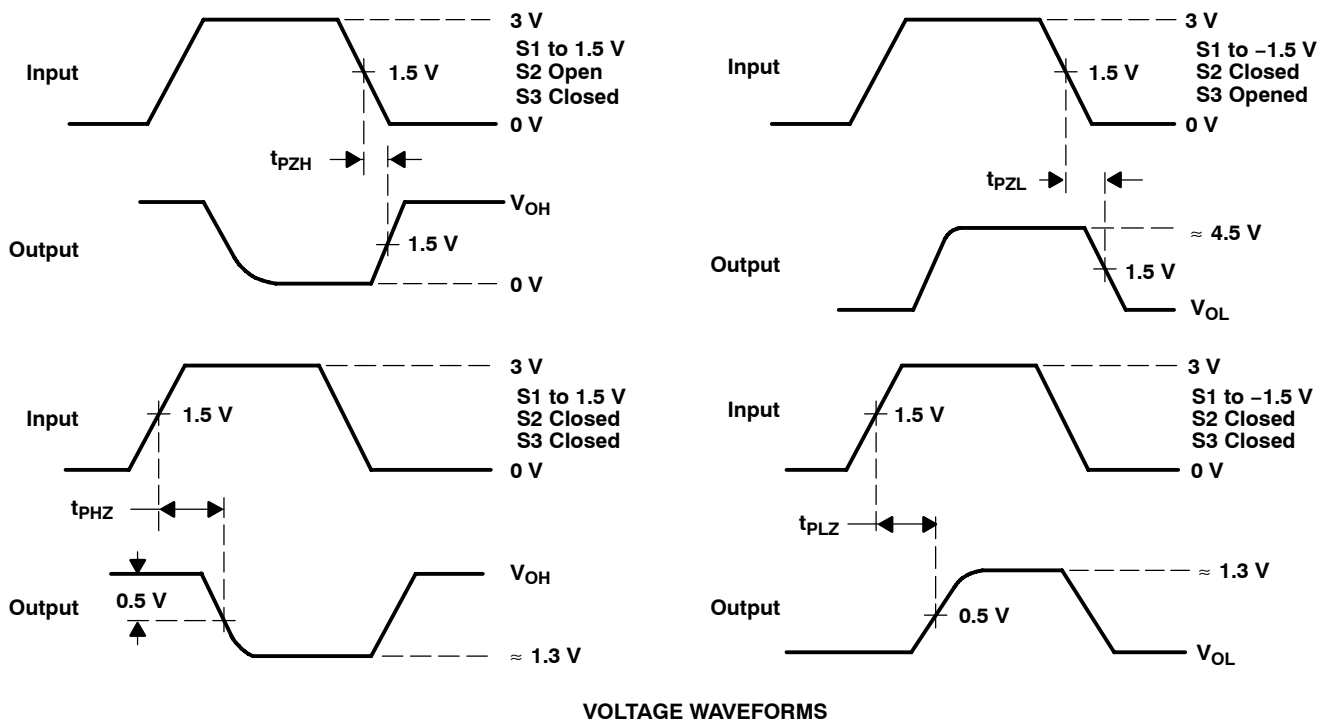 3 V
S1 to 1.5 V
Input
1.5 V
S2 Open
S3 Closed
0 V
tPZH
VOH
Output
1.5 V
0 V
3 V
S1 to −1.5 V
Input
1.5 V
S2 Closed
S3 Opened
0 V
tPZL
≈ 4.5 V
Output
1.5 V
VOL
3 V
S1 to 1.5 V
Input
1.5 V
S2 Closed
S3 Closed
0 V
tPHZ
VOH
0.5 V
Output
≈ 1.3 V
3 V
S1 to −1.5 V
Input
1.5 V
S2 Closed
S3 Closed
0 V
tPLZ
≈ 1.3 V
Output
0.5 V
VOL
VOLTAGE WAVEFORMS